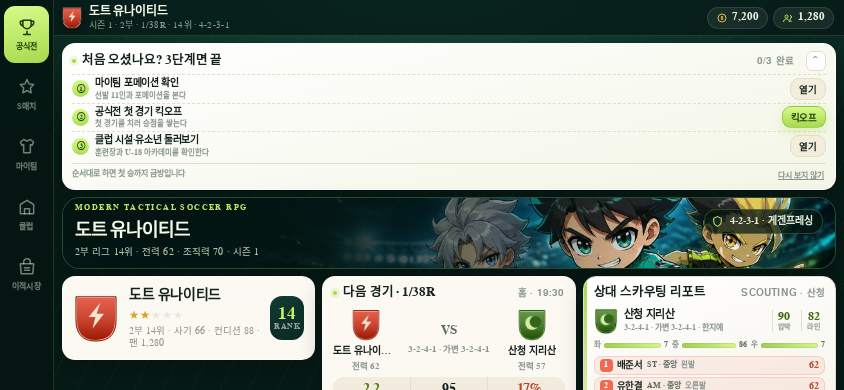 공식전
S매치
마이팀
클럽
이적시장
도트 유나이티드
시즌 1 · 2부 · 1/38R · 14위 · 4-2-3-1
7,200
1,280
처음 오셨나요? 3단계면 끝
0/3 완료
1 마이팀 포메이션 확인
선발 11인과 포메이션을 본다
열기
2 공식전 첫 경기 킥오프
첫 경기를 치러 승점을 쌓는다
킥오프
3 클럽 시설·유소년 둘러보기
훈련장과 U-18 아카데미를 확인한다
열기
순서대로 하면 첫 승까지 금방입니다
다시 보지 않기
MODERN TACTICAL SOCCER RPG
도트 유나이티드
2부 리그 14위 · 전력 62 · 조직력 70 · 시즌 1
4-2-3-1 · 게겐프레싱
도트 유나이티드
★★★★★
2부 14위 · 사기 66 · 컨디션 88 ·
팬 1,280
14
RANK
다음 경기 · 1/38R
홈 · 19:30
VS
도트 유나이...
3-2-4-1 · 가변 3-2-4-1
산청 지리산
전력 62
전력 57
2.2
95
17%
상대 스카우팅 리포트
SCOUTING · 산청
산청 지리산
3-2-4-1 · 가변 3-2-4-1 · 한지예
90
압박
82
라인
좌 7 중 86 우 7
1 배준서 ST · 중앙 왼발 62
2 유한결 AM · 중앙 오른발 62